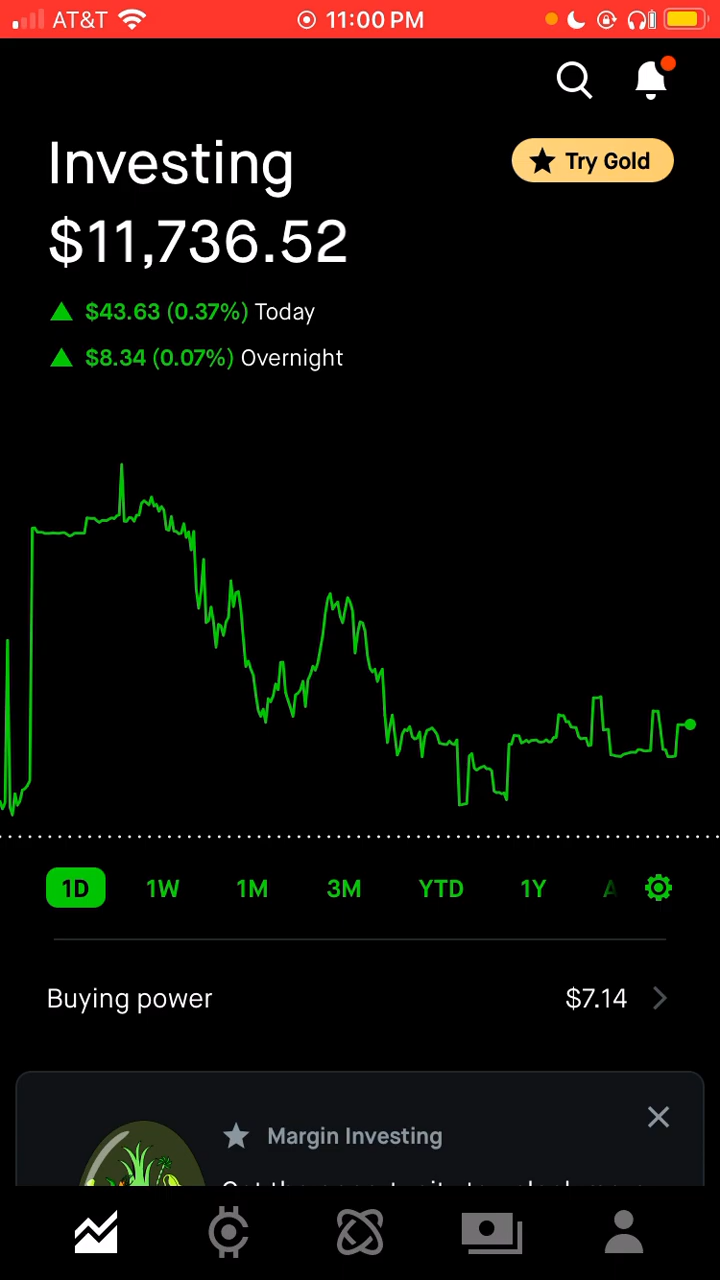 AT&T 11:00 PM
Investing
Try Gold
$11,736.52
$43.63 (0.37%) Today
$8.34 (0.07%) Overnight
1D 1W 1M 3M YTD 1Y A
Buying power $7.14
Margin Investing